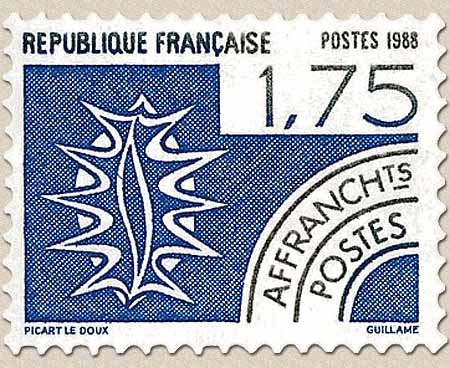 REPUBLIQUE FRANÇAISE POSTES 1988
1,75
AFFRANCHTS
POSTES
PICART LE DOUX GUILLAME